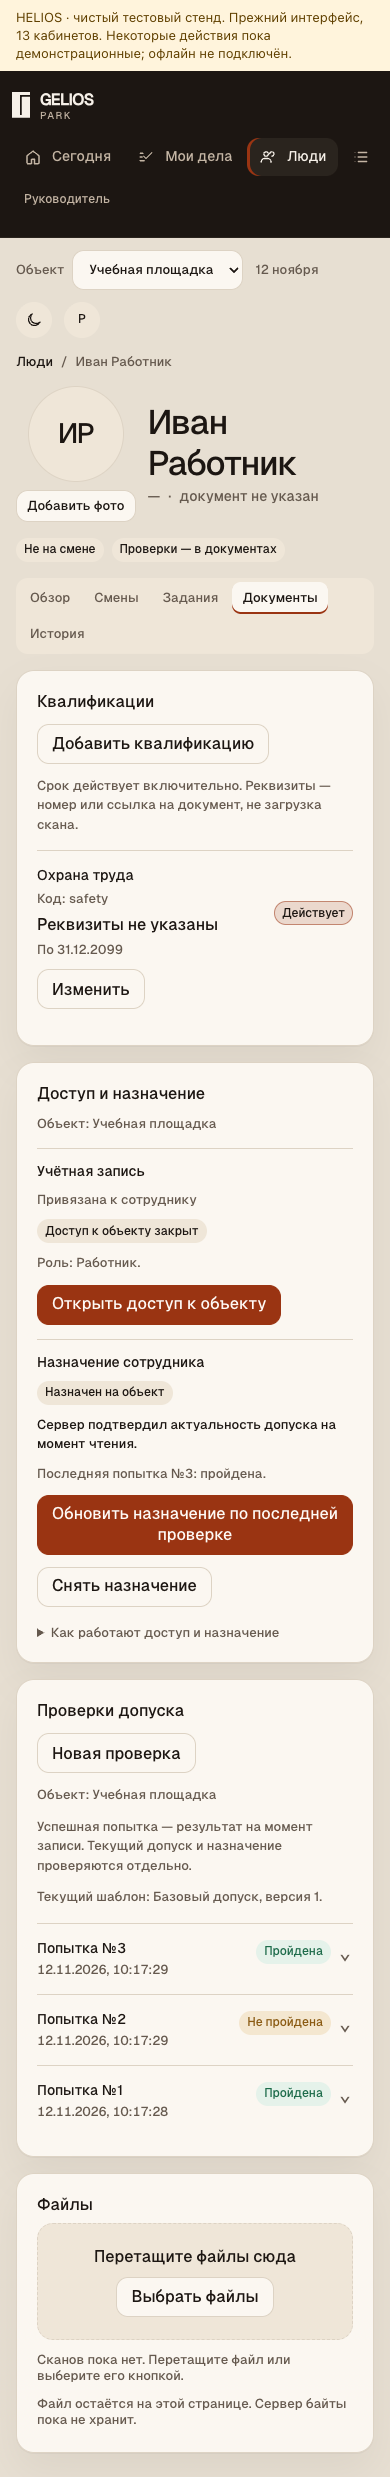 HELIOS · чистый тестовый стенд. Прежний интерфейс,
13 кабинетов. Некоторые действия пока
демонстрационные; офлайн не подключён.
GELIOS
PARK
Сегодня
Мои дела
Люди
Руководитель
Объект
Учебная площадка
12 ноября
Р
Люди / Иван Работник
ИР
Иван
Работник
— · документ не указан
Добавить фото
Не на смене
Проверки — в документах
Обзор
Смены
Задания
Документы
История
Квалификации
Добавить квалификацию
Срок действует включительно. Реквизиты —
номер или ссылка на документ, не загрузка
скана.
Охрана труда
Код: safety
Реквизиты не указаны
По 31.12.2099
Действует
Изменить
Доступ и назначение
Объект: Учебная площадка
Учётная запись
Привязана к сотруднику
Доступ к объекту закрыт
Роль: Работник.
Открыть доступ к объекту
Назначение сотрудника
Назначен на объект
Сервер подтвердил актуальность допуска на
момент чтения.
Последняя попытка №3: пройдена.
Обновить назначение по последней
проверке
Снять назначение
Как работают доступ и назначение
Проверки допуска
Новая проверка
Объект: Учебная площадка
Успешная попытка — результат на момент
записи. Текущий допуск и назначение
проверяются отдельно.
Текущий шаблон: Базовый допуск, версия 1.
Попытка №3
12.11.2026, 10:17:29
Пройдена
Попытка №2
12.11.2026, 10:17:29
Не пройдена
Попытка №1
12.11.2026, 10:17:28
Пройдена
Файлы
Перетащите файлы сюда
Выбрать файлы
Сканов пока нет. Перетащите файл или
выберите его кнопкой.
Файл остаётся на этой странице. Сервер байты
пока не хранит.